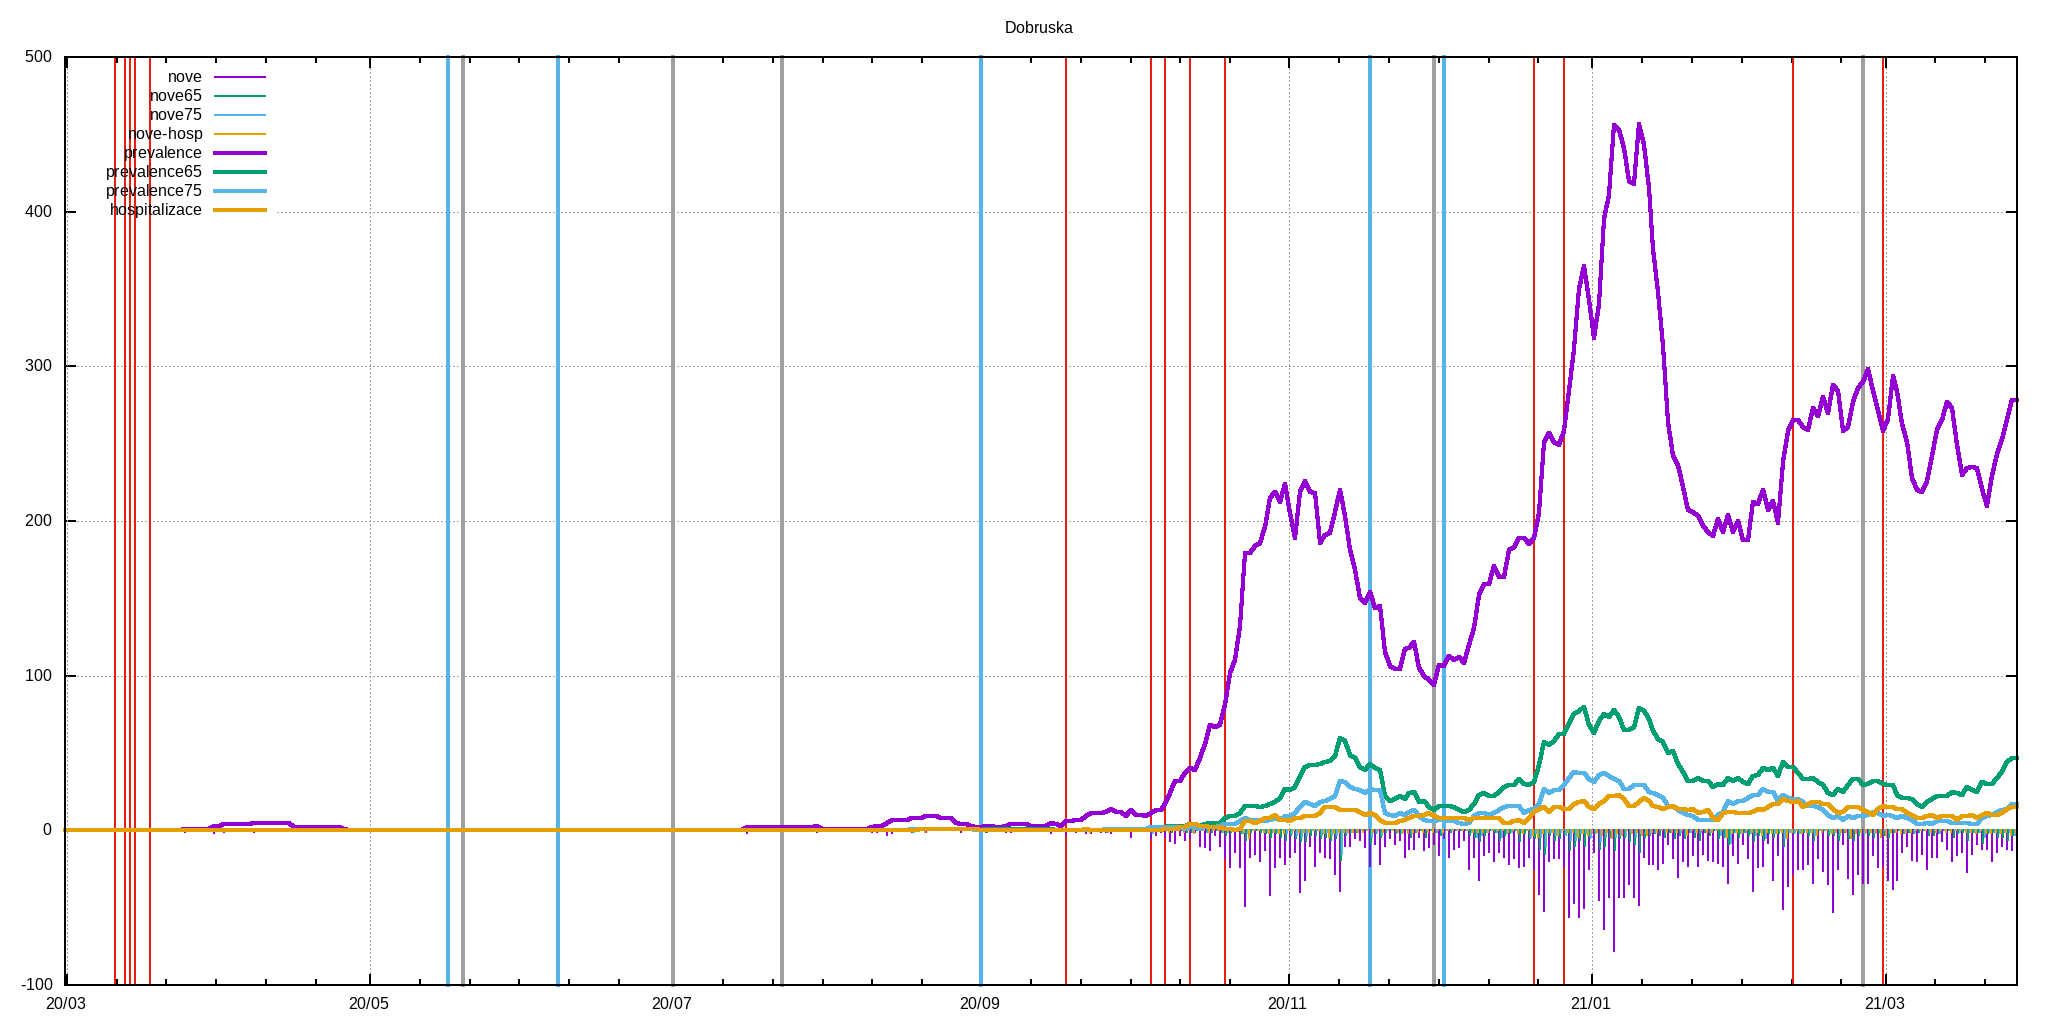 Dobruska
500
400
300
200
100
0
-100
nove
nove65
nove75
nove-hosp
prevalence
prevalence65
prevalence75
hospitalizace
20/03 20/05 20/07 20/09 20/11 21/01 21/03